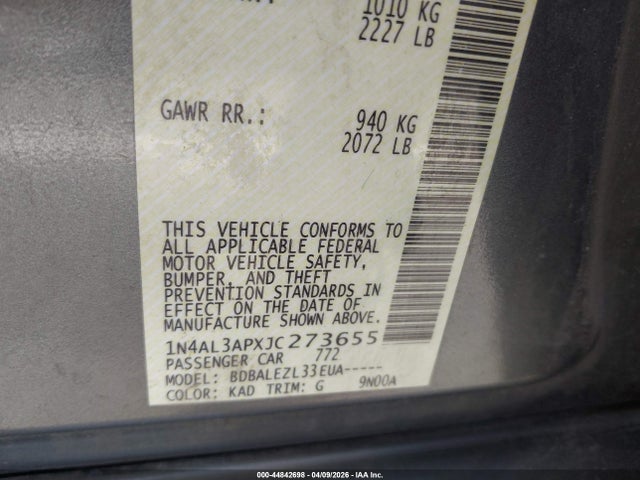 1010 KG
2227 LB
GAWR RR.: 940 KG
2072 LB
THIS VEHICLE CONFORMS TO
ALL APPLICABLE FEDERAL
MOTOR VEHICLE SAFETY,
BUMPER, AND THEFT
PREVENTION STANDARDS IN
EFFECT ON THE DATE OF
MANUFACTURE SHOWN ABOVE.
1N4AL3APXJC273655
PASSENGER CAR 772
MODEL: BDBALEZL33EUA-----
COLOR: KAD TRIM: G 9N00A
000-44842698 | 04/09/2026 | IAA Inc.